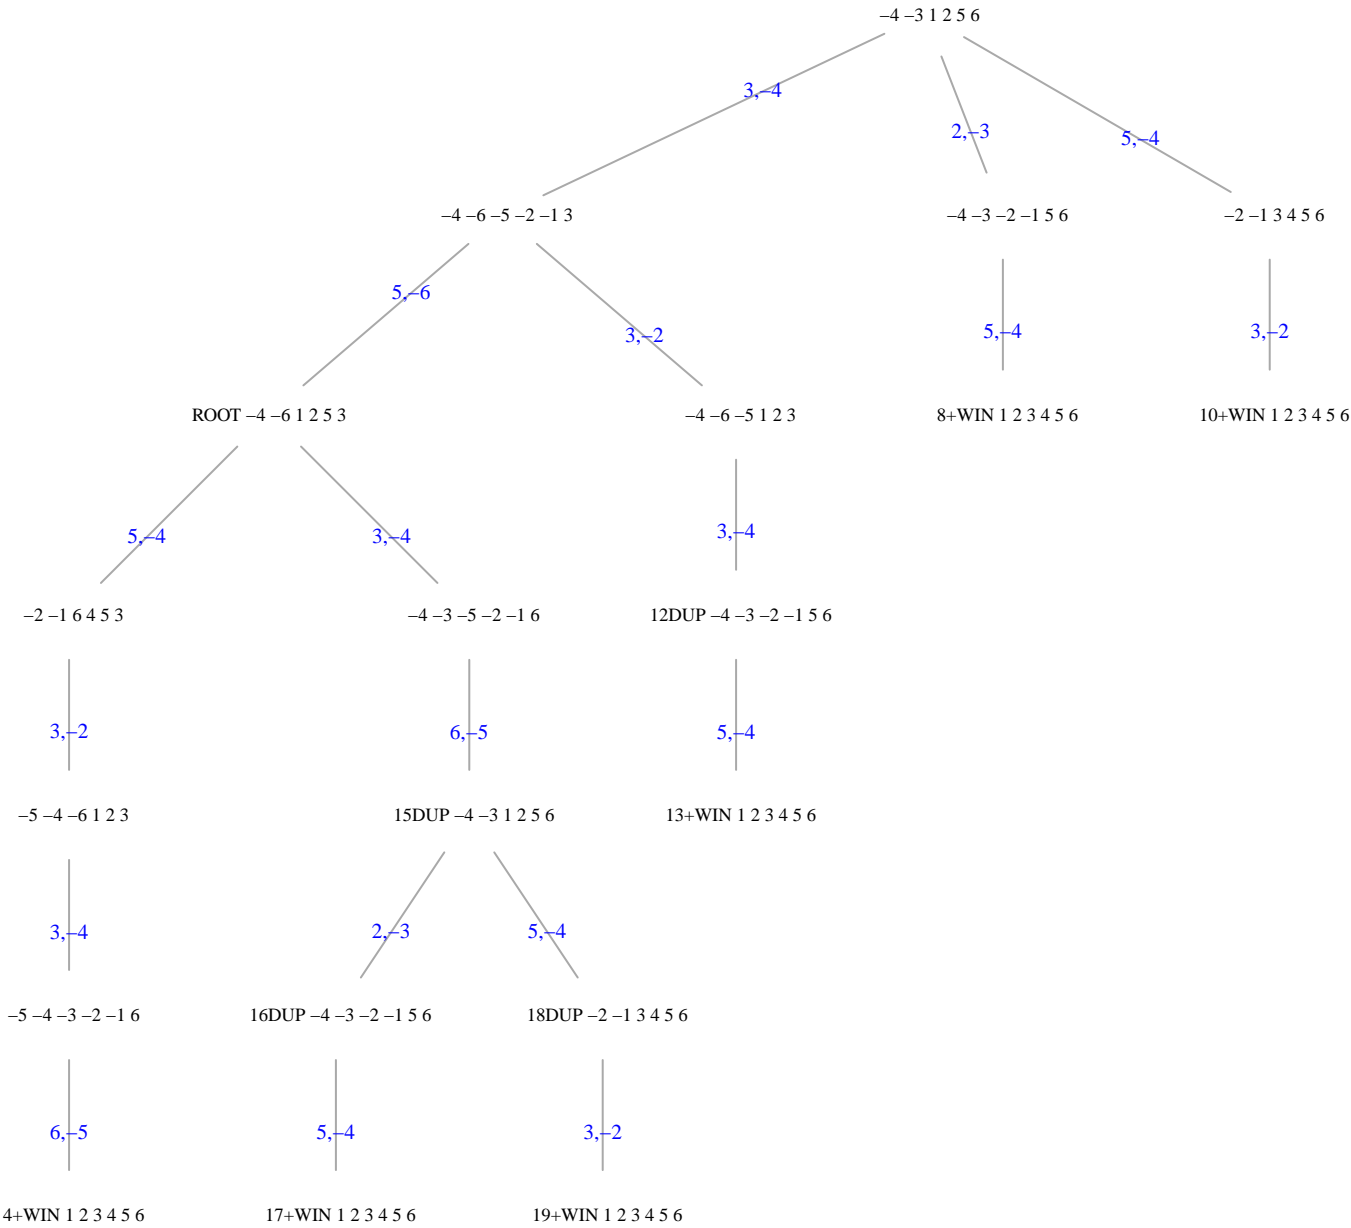 –4 –3 1 2 5 6
3,–4
2,–3
5,–4
–4 –6 –5 –2 –1 3
–4 –3 –2 –1 5 6
–2 –1 3 4 5 6
5,–6
3,–2
5,–4
3,–2
ROOT –4 –6 1 2 5 3
–4 –6 –5 1 2 3
8+WIN 1 2 3 4 5 6
10+WIN 1 2 3 4 5 6
5,–4
3,–4
3,–4
–2 –1 6 4 5 3
–4 –3 –5 –2 –1 6
12DUP –4 –3 –2 –1 5 6
3,–2
6,–5
5,–4
–5 –4 –6 1 2 3
15DUP –4 –3 1 2 5 6
13+WIN 1 2 3 4 5 6
3,–4
2,–3
5,–4
–5 –4 –3 –2 –1 6
16DUP –4 –3 –2 –1 5 6
18DUP –2 –1 3 4 5 6
6,–5
5,–4
3,–2
4+WIN 1 2 3 4 5 6
17+WIN 1 2 3 4 5 6
19+WIN 1 2 3 4 5 6